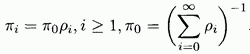 π_i = π_0 ρ_i, i ≥ 1, π_0 = (∑_{i=0}^{∞} ρ_i)^{-1}